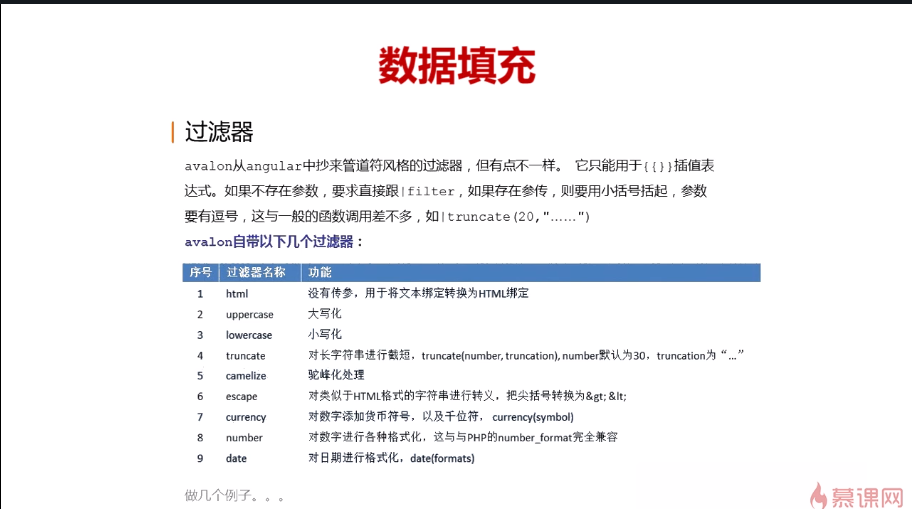 数据填充
过滤器
avalon从angular中抄来管道符风格的过滤器，但有点不一样。 它只能用于{{}}插值表
达式。如果不存在参数，要求直接跟|filter，如果存在参传，则要用小括号括起，参数
要有逗号，这与一般的函数调用差不多，如|truncate(20,"……")
avalon自带以下几个过滤器：
序号 过滤器名称 功能
1 html 没有传参，用于将文本绑定转换为HTML绑定
2 uppercase 大写化
3 lowercase 小写化
4 truncate 对长字符串进行截短，truncate(number, truncation), number默认为30，truncation为“...”
5 camelize 驼峰化处理
6 escape 对类似于HTML格式的字符串进行转义，把尖括号转换为&gt; &lt;
7 currency 对数字添加货币符号，以及千位符， currency(symbol)
8 number 对数字进行各种格式化，这与与PHP的number_format完全兼容
9 date 对日期进行格式化，date(formats)
做几个例子。。。
慕课网